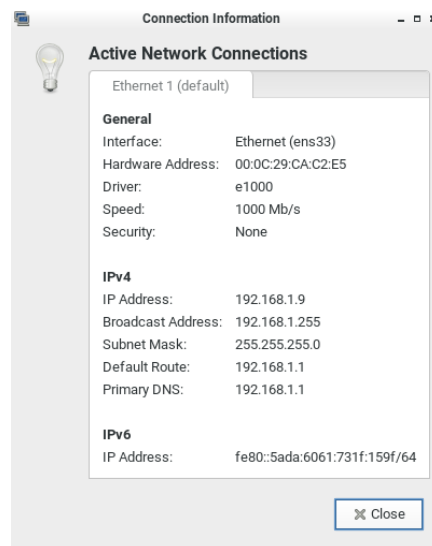 Connection Information
Active Network Connections
Ethernet 1 (default)
General
Interface: Ethernet (ens33)
Hardware Address: 00:0C:29:CA:C2:E5
Driver: e1000
Speed: 1000 Mb/s
Security: None
IPv4
IP Address: 192.168.1.9
Broadcast Address: 192.168.1.255
Subnet Mask: 255.255.255.0
Default Route: 192.168.1.1
Primary DNS: 192.168.1.1
IPv6
IP Address: fe80::5ada:6061:731f:159f/64
Close